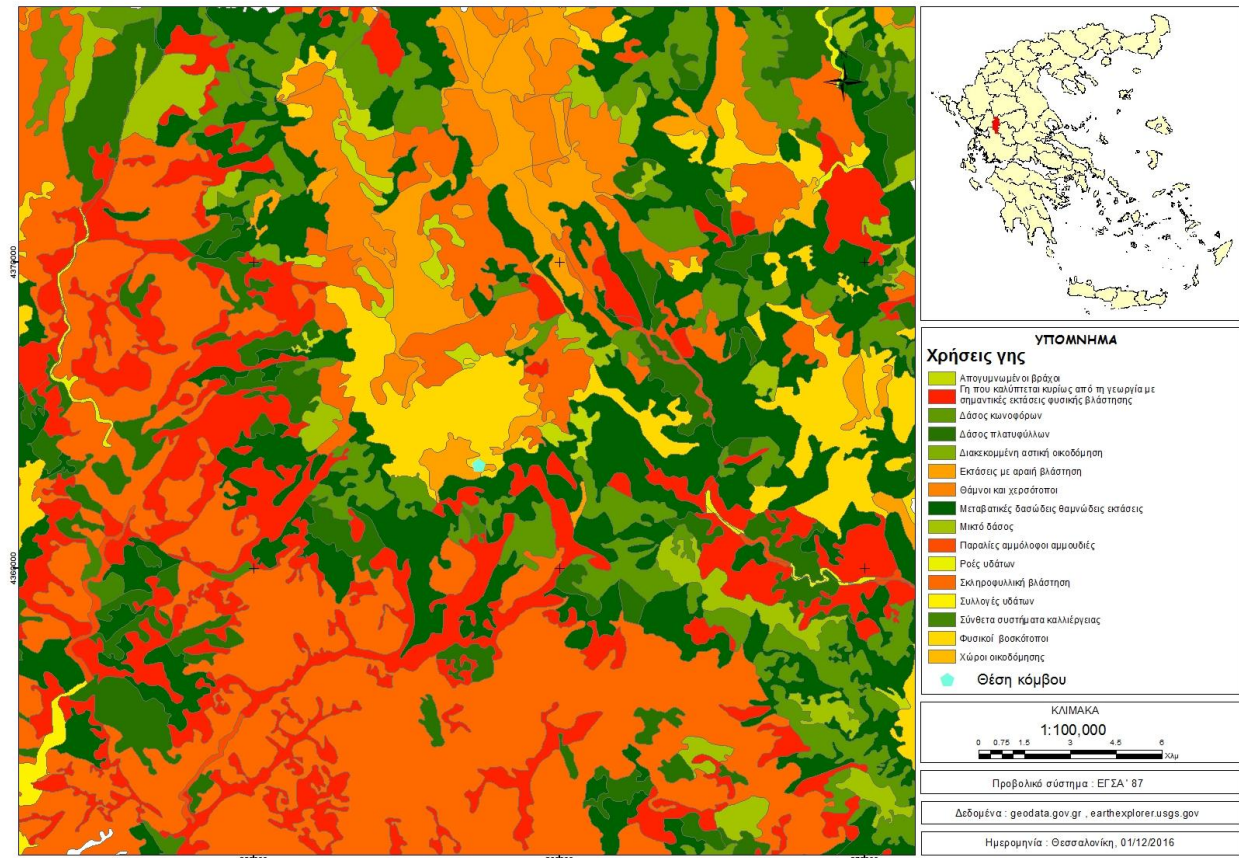 4379000
4369000
ΥΠΟΜΝΗΜΑ
Χρήσεις γης
Απογυμνωμένοι βράχοι
Γη που καλύπτεται κυρίως από τη γεωργία με
σημαντικές εκτάσεις φυσικής βλάστησης
Δάσος κωνοφόρων
Δάσος πλατυφύλλων
Διακεκομμένη αστική οικοδόμηση
Εκτάσεις με αραιή βλάστηση
Θάμνοι και χερσότοποι
Μεταβατικές δασώδεις θαμνώδεις εκτάσεις
Μικτό δάσος
Παραλίες αμμόλοφοι αμμουδιές
Ροές υδάτων
Σκληροφυλλική βλάστηση
Συλλογές υδάτων
Σύνθετα συστήματα καλλιέργειας
Φυσικοί βοσκότοποι
Χώροι οικοδόμησης
Θέση κόμβου
ΚΛΙΜΑΚΑ
1:100,000
0 0.75 1.5 3 4.5 6
Χλμ
Προβολικό σύστημα : ΕΓΣΑ ' 87
Δεδομένα : geodata.gov.gr , earthexplorer.usgs.gov
Ημερομηνία : Θεσσαλονίκη, 01/12/2016